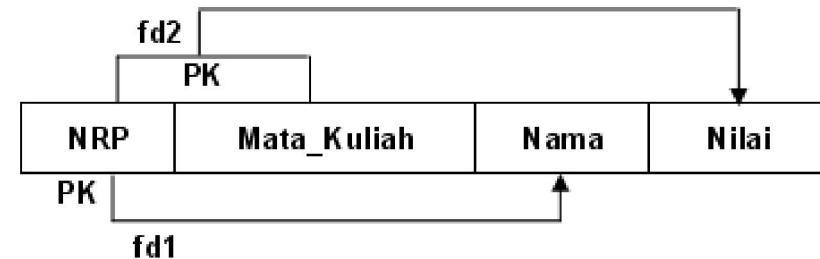 fd2
PK
NRP Mata_Kuliah Nama Nilai
PK
fd1